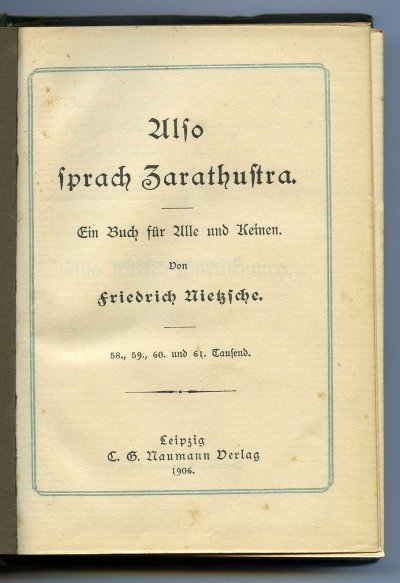 Also
sprach Zarathustra.
Ein Buch für Alle und Keinen.
Von
Friedrich Nietzsche.
58., 59., 60. und 61. Tausend.
Leipzig
C. G. Naumann Verlag
1906.